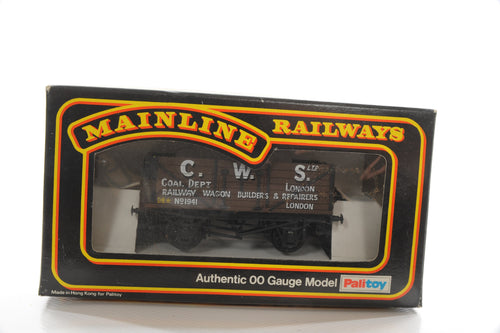 MAINLINE
RAILWAYS
C. W. S. LTD
COAL DEPT LONDON
RAILWAY WAGON BUILDERS & REPAIRERS
No 1941 LONDON
Authentic OO Gauge Model Palitoy
Made in Hong Kong for Palitoy